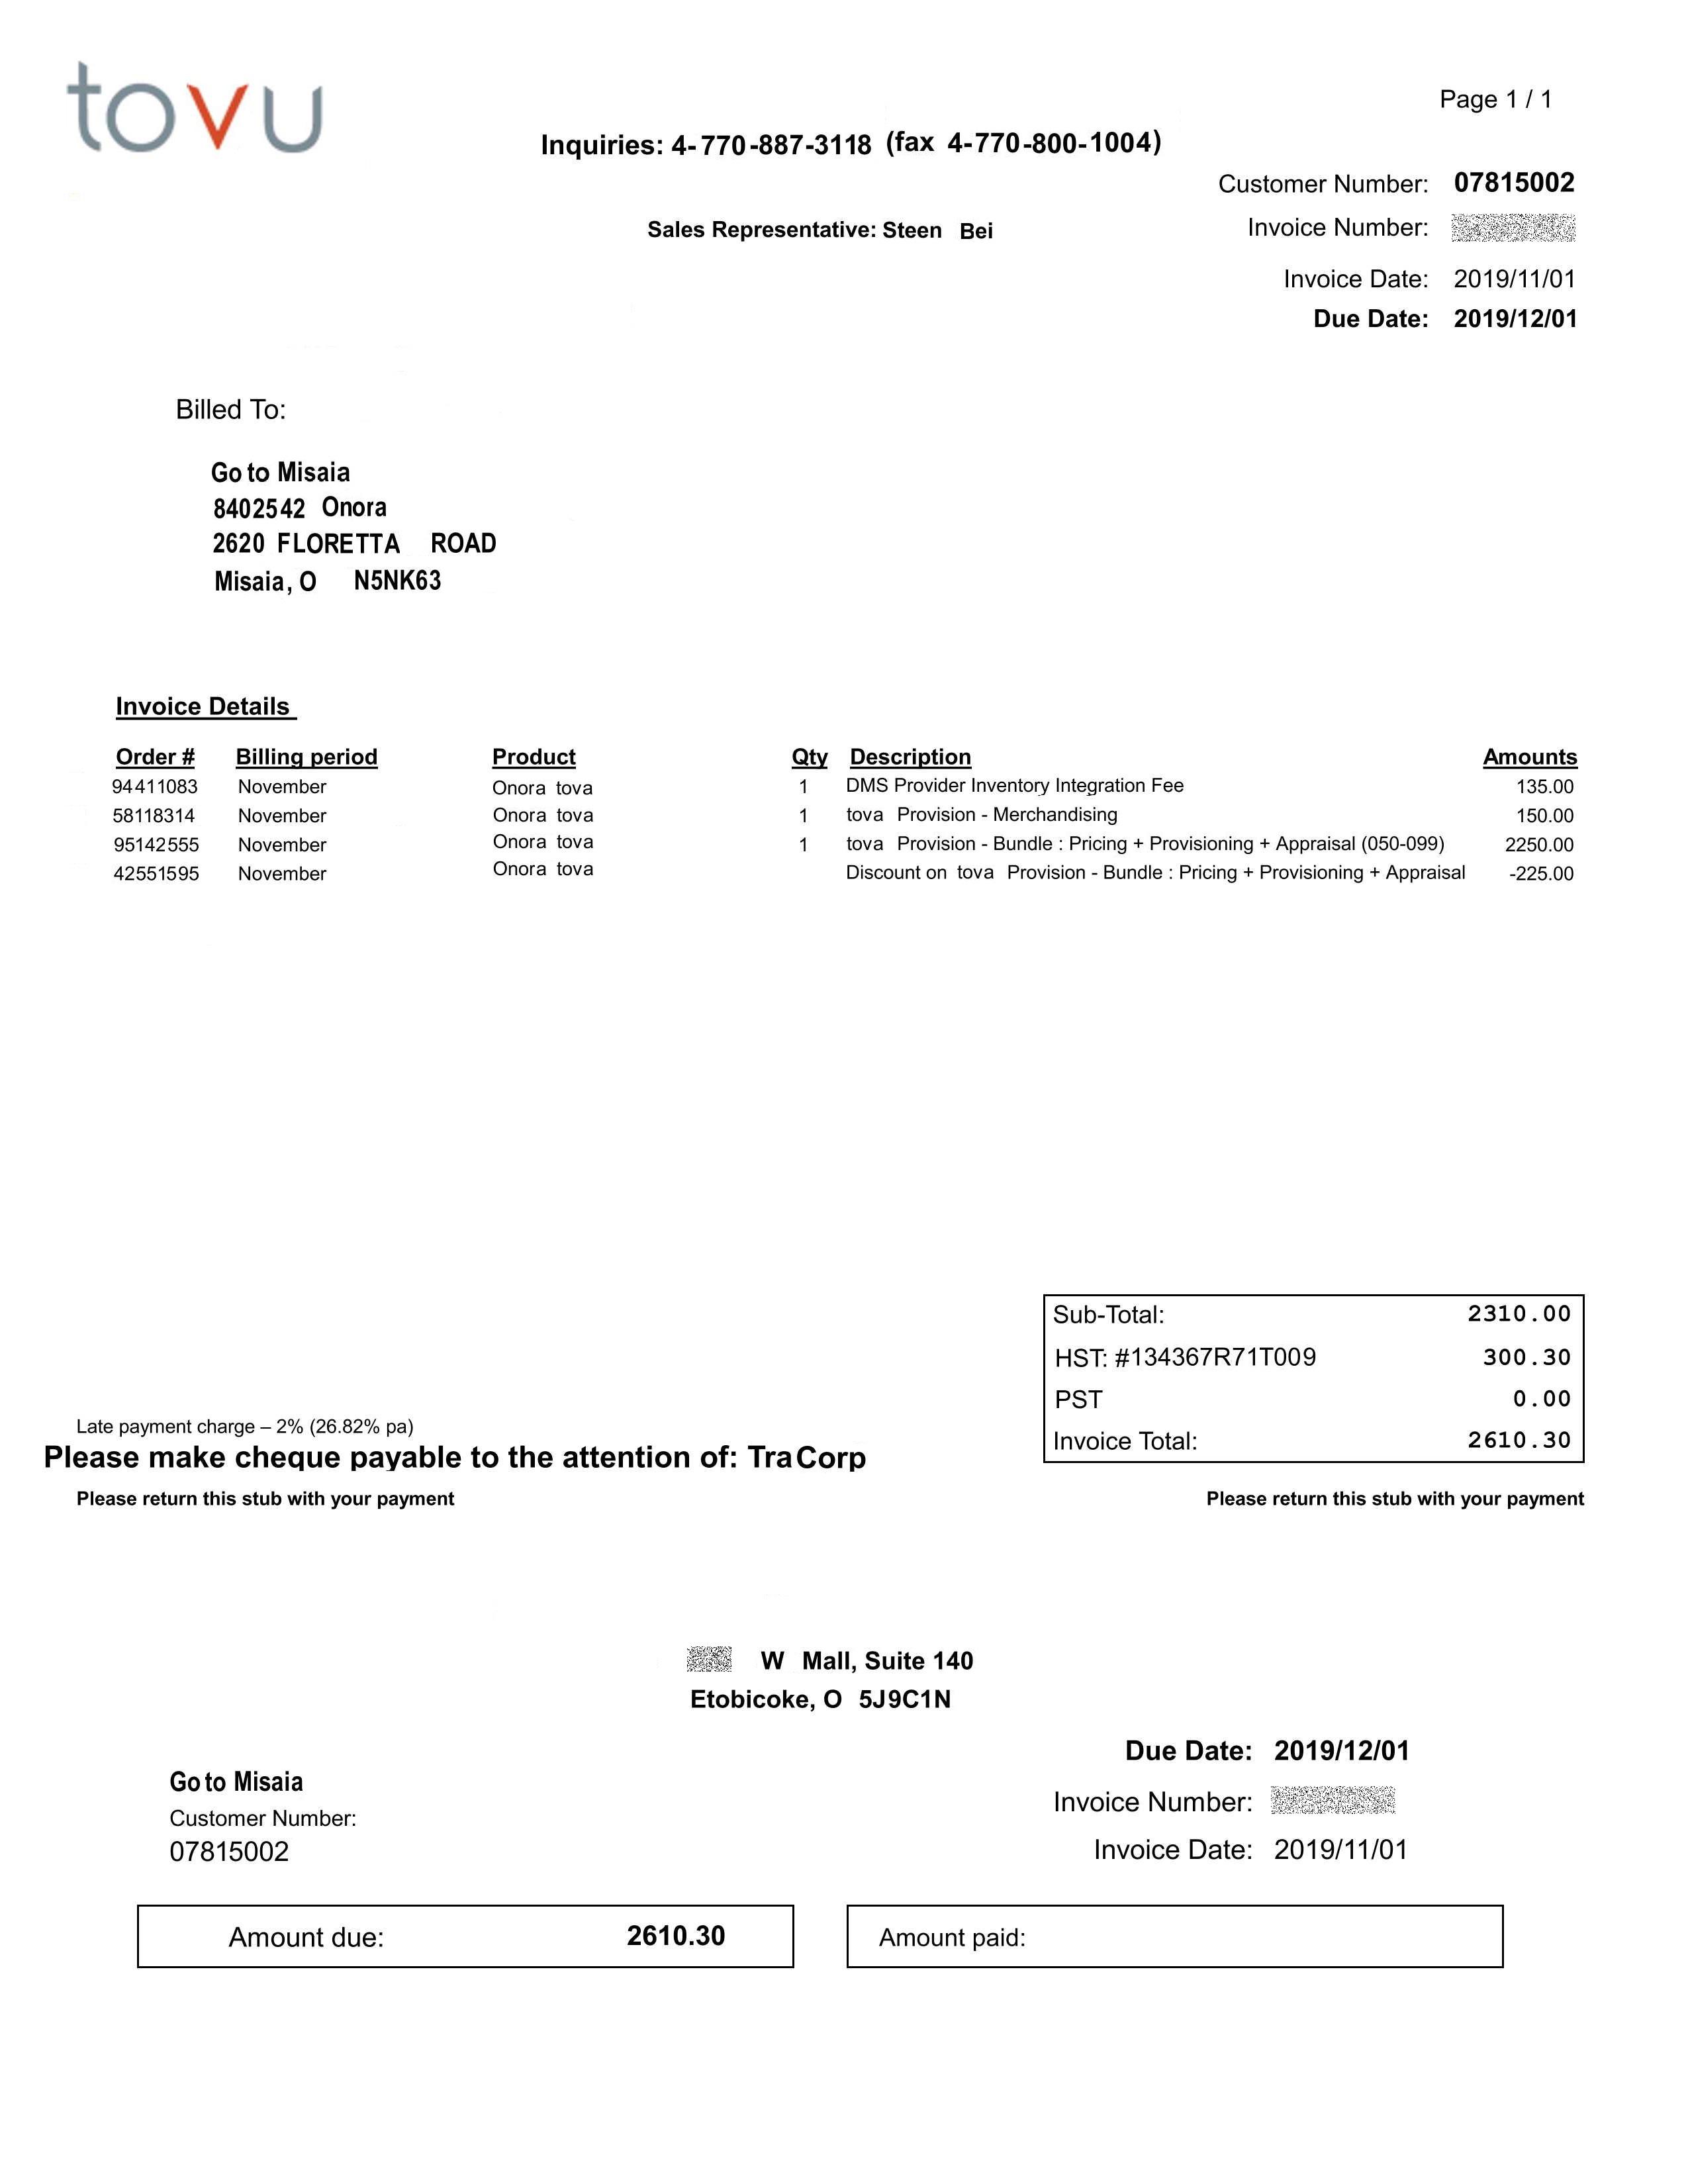 tovu
Page 1 / 1
Inquiries: 4-770-887-3118 (fax 4-770-800-1004)
Customer Number: 07815002
Sales Representative: Steen Bei
Invoice Number:
Invoice Date: 2019/11/01
Due Date: 2019/12/01
Billed To:
Go to Misaia
8402542 Onora
2620 FLORETTA ROAD
Misaia, O N5NK63
Invoice Details
Order # Billing period Product Qty Description Amounts
94411083 November Onora tova 1 DMS Provider Inventory Integration Fee 135.00
58118314 November Onora tova 1 tova Provision - Merchandising 150.00
95142555 November Onora tova 1 tova Provision - Bundle : Pricing + Provisioning + Appraisal (050-099) 2250.00
42551595 November Onora tova Discount on tova Provision - Bundle : Pricing + Provisioning + Appraisal -225.00
Sub-Total: 2310.00
HST: #134367R71T009 300.30
PST 0.00
Invoice Total: 2610.30
Late payment charge – 2% (26.82% pa)
Please make cheque payable to the attention of: TraCorp
Please return this stub with your payment Please return this stub with your payment
W Mall, Suite 140
Etobicoke, O 5J9C1N
Due Date: 2019/12/01
Go to Misaia
Invoice Number:
Customer Number:
07815002
Invoice Date: 2019/11/01
Amount due: 2610.30 Amount paid: